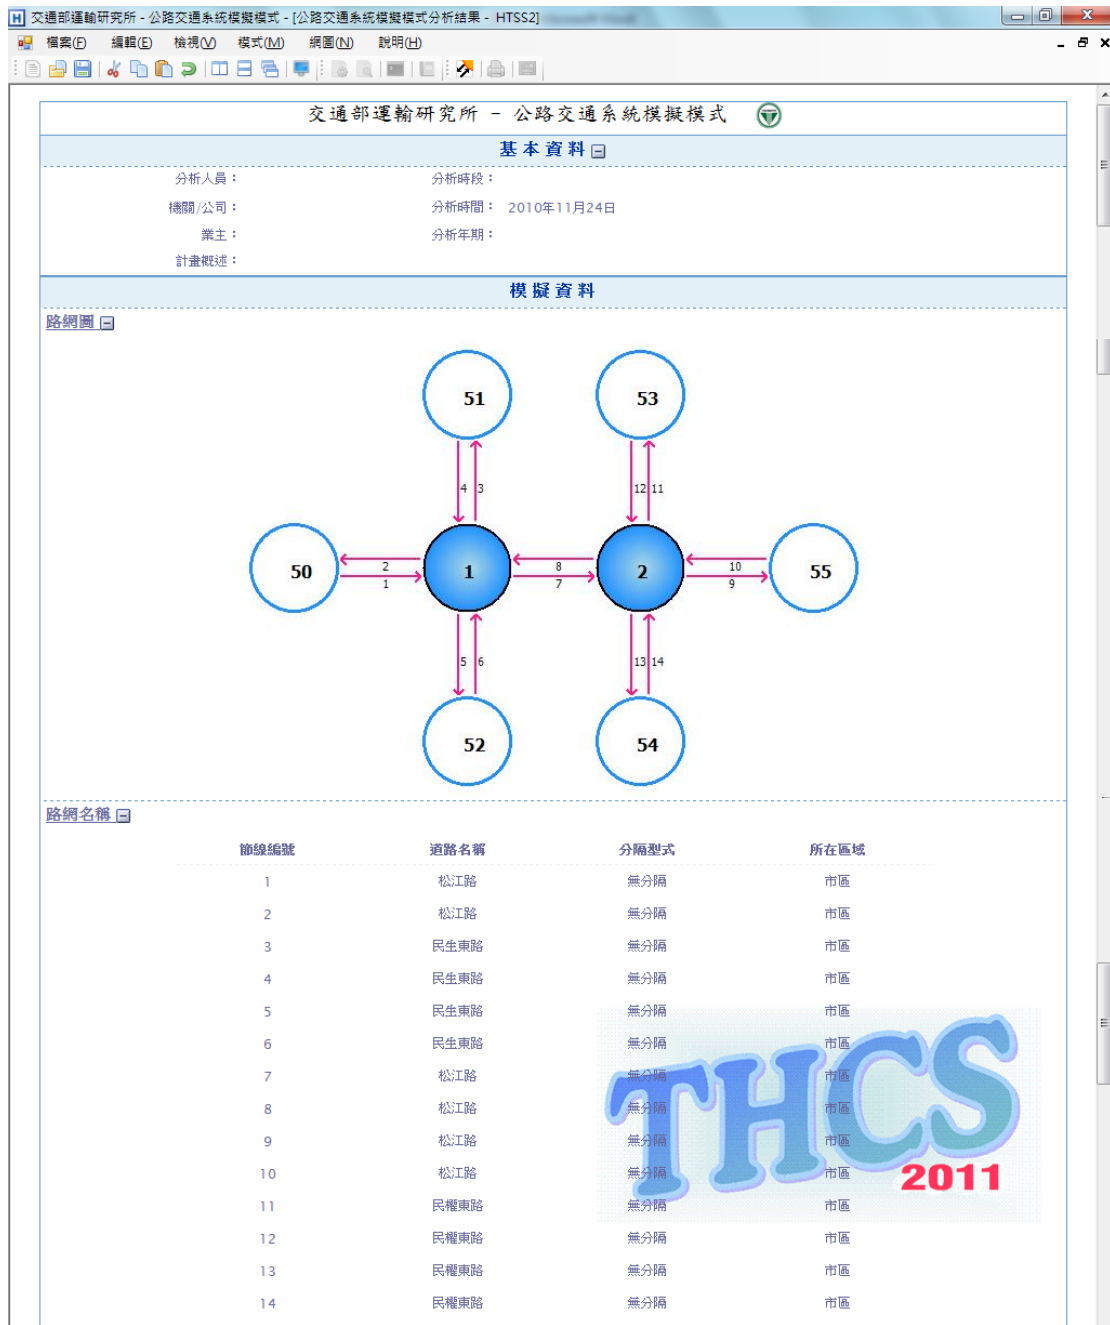 交通部運輸研究所 - 公路交通系統模擬模式 - [公路交通系統模擬模式分析結果 - HTSS2]
檔案(F) 編輯(E) 檢視(V) 模式(M) 網圖(N) 說明(H)
交通部運輸研究所 - 公路交通系統模擬模式
基本資料
分析人員： 分析時段：
機關/公司： 分析時間： 2010年11月24日
業主： 分析年期：
計畫概述：
模擬資料
路網圖
51 53
4 3 12 11
50 2 1 1 8 7 2 10 9 55
5 6 13 14
52 54
路網名稱
節線編號 道路名稱 分隔型式 所在區域
1 松江路 無分隔 市區
2 松江路 無分隔 市區
3 民生東路 無分隔 市區
4 民生東路 無分隔 市區
5 民生東路 無分隔 市區
6 民生東路 無分隔 市區
7 松江路 無分隔 市區
8 松江路 無分隔 市區
9 松江路 無分隔 市區
10 松江路 無分隔 市區
11 民權東路 無分隔 市區
12 民權東路 無分隔 市區
13 民權東路 無分隔 市區
14 民權東路 無分隔 市區
THCS
2011